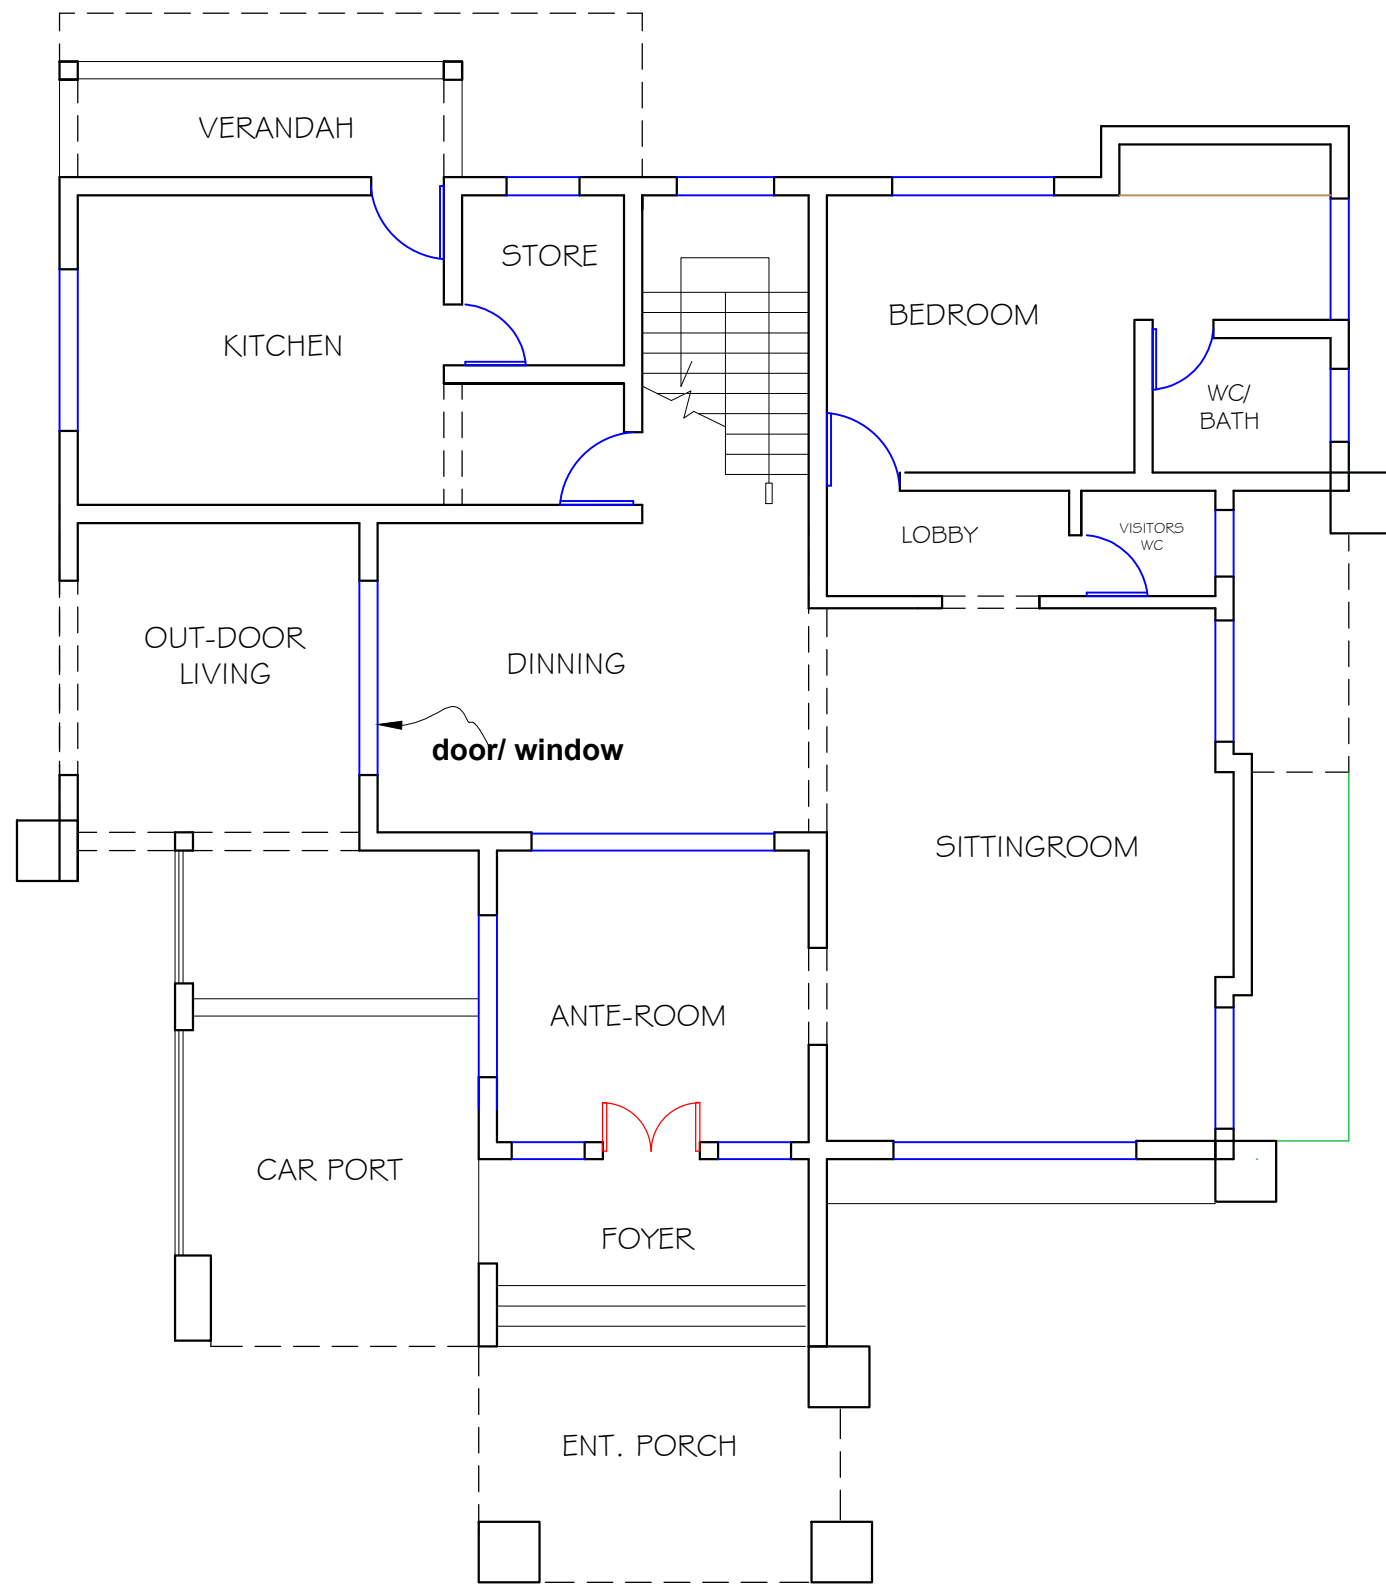 VERANDAH
STORE
KITCHEN
BEDROOM
WC/
BATH
LOBBY
VISITORS
WC
OUT-DOOR
LIVING
DINNING
door/ window
SITTINGROOM
ANTE-ROOM
CAR PORT
FOYER
ENT. PORCH